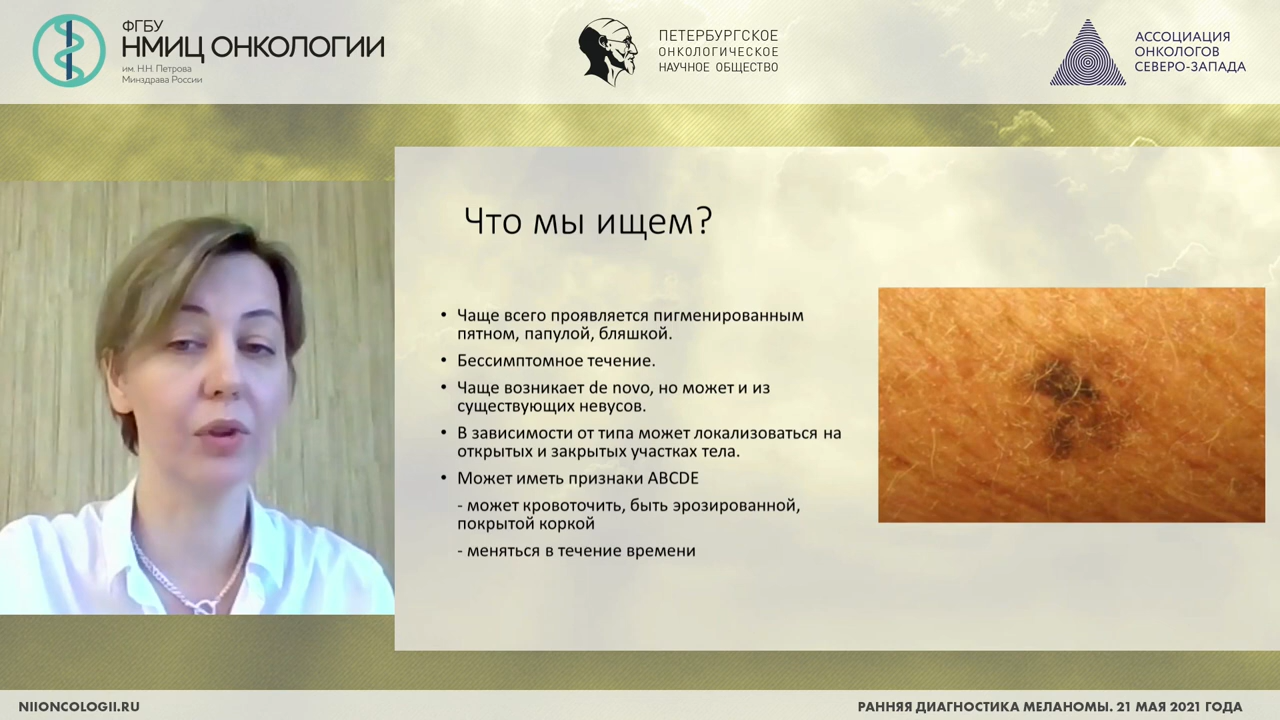 ФГБУ
НМИЦ ОНКОЛОГИИ
им. Н.Н. Петрова
Минздрава России
ПЕТЕРБУРГСКОЕ
ОНКОЛОГИЧЕСКОЕ
НАУЧНОЕ ОБЩЕСТВО
АССОЦИАЦИЯ
ОНКОЛОГОВ
СЕВЕРО-ЗАПАДА
Что мы ищем?
• Чаще всего проявляется пигменированным
пятном, папулой, бляшкой.
• Бессимптомное течение.
• Чаще возникает de novo, но может и из
существующих невусов.
• В зависимости от типа может локализоваться на
открытых и закрытых участках тела.
• Может иметь признаки ABCDE
- может кровоточить, быть эрозированной,
покрытой коркой
- меняться в течение времени
NIIONCOLOGII.RU
РАННЯЯ ДИАГНОСТИКА МЕЛАНОМЫ. 21 МАЯ 2021 ГОДА